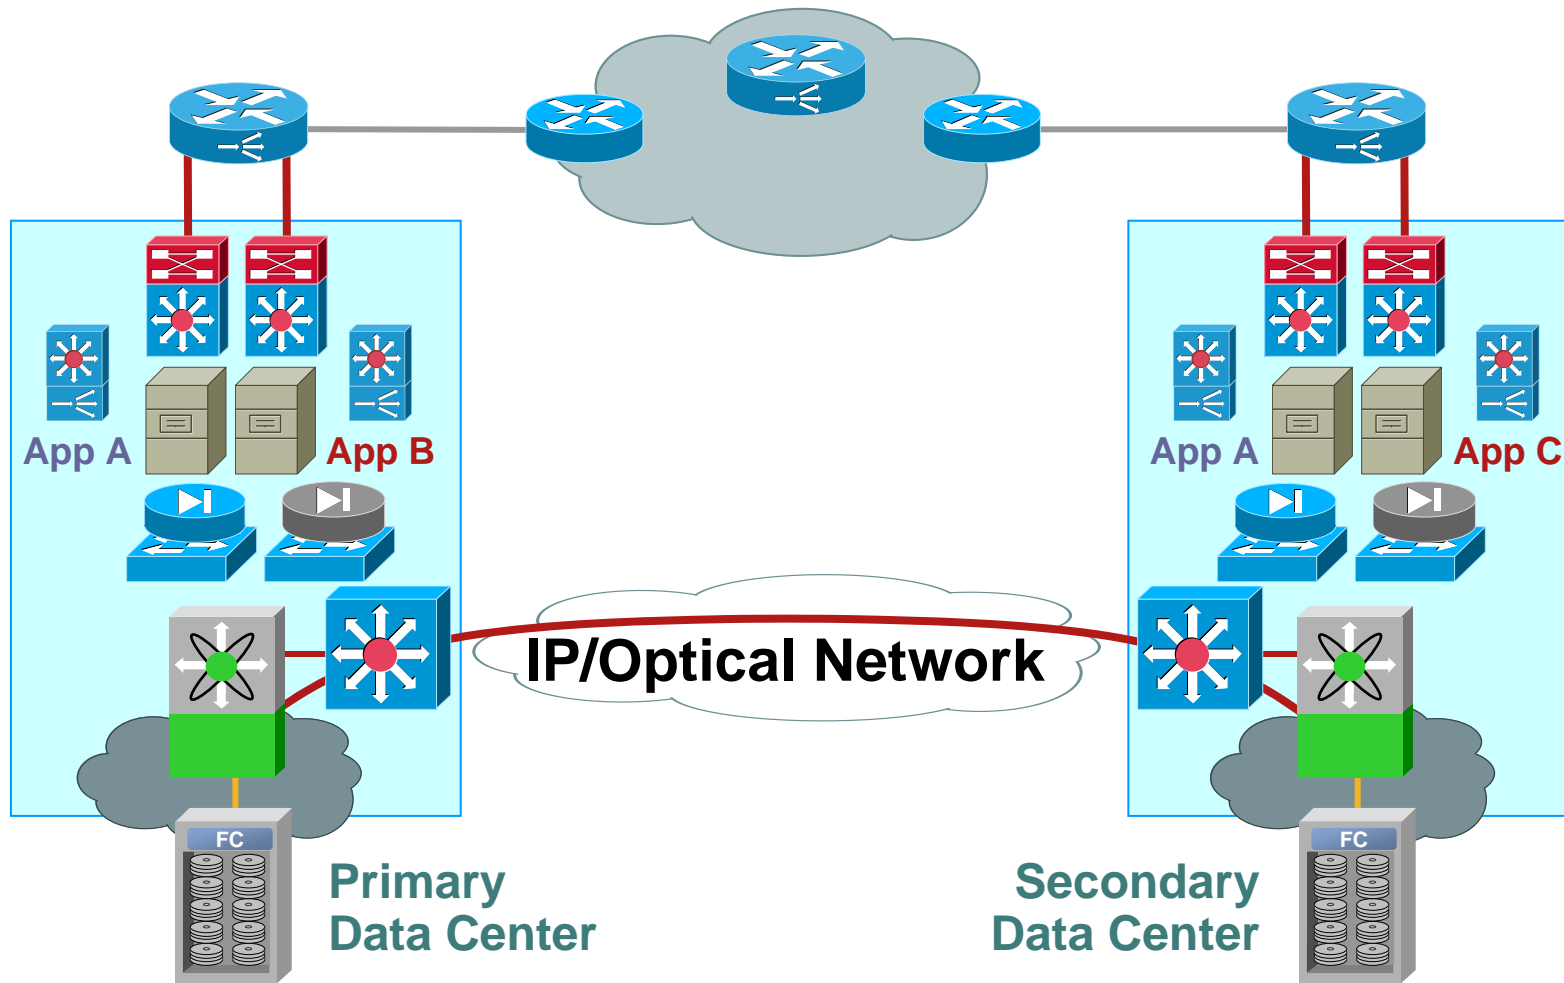 App A
App B
App A
App C
IP/Optical Network
FC
FC
Primary
Data Center
Secondary
Data Center